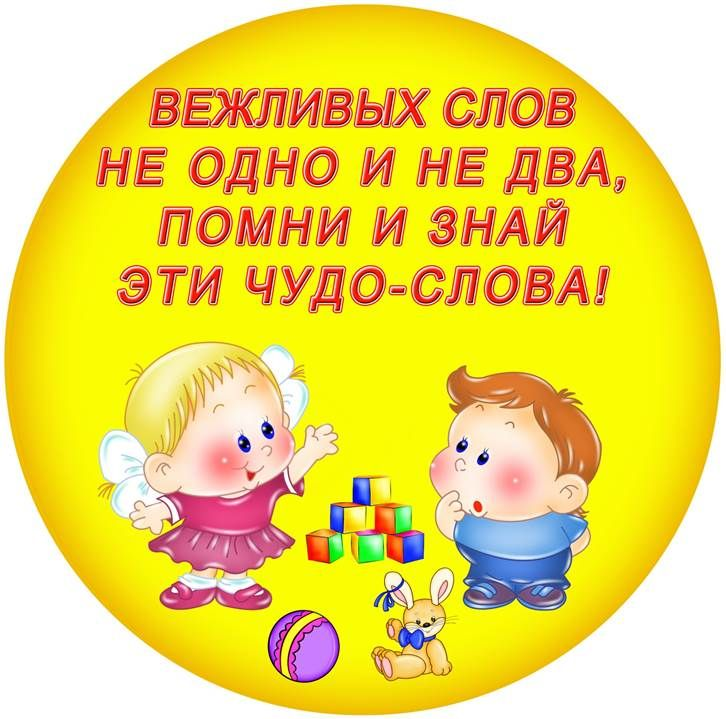 ВЕЖЛИВЫХ СЛОВ
НЕ ОДНО И НЕ ДВА,
ПОМНИ И ЗНАЙ
ЭТИ ЧУДО-СЛОВА!